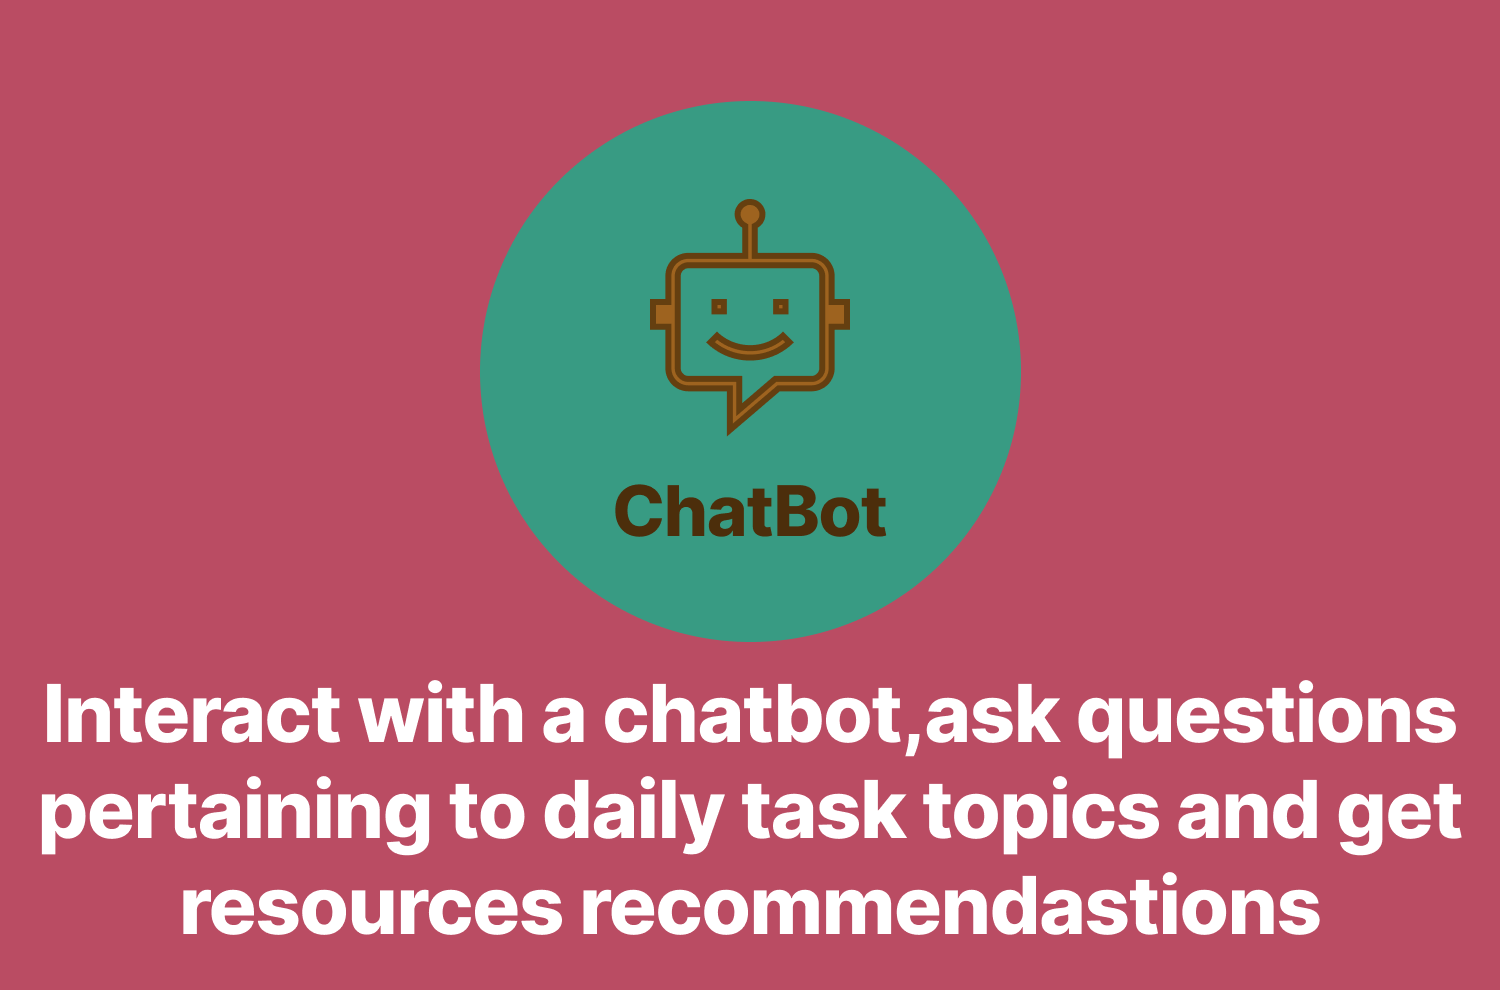 ChatBot
Interact with a chatbot,ask questions
pertaining to daily task topics and get
resources recommendastions